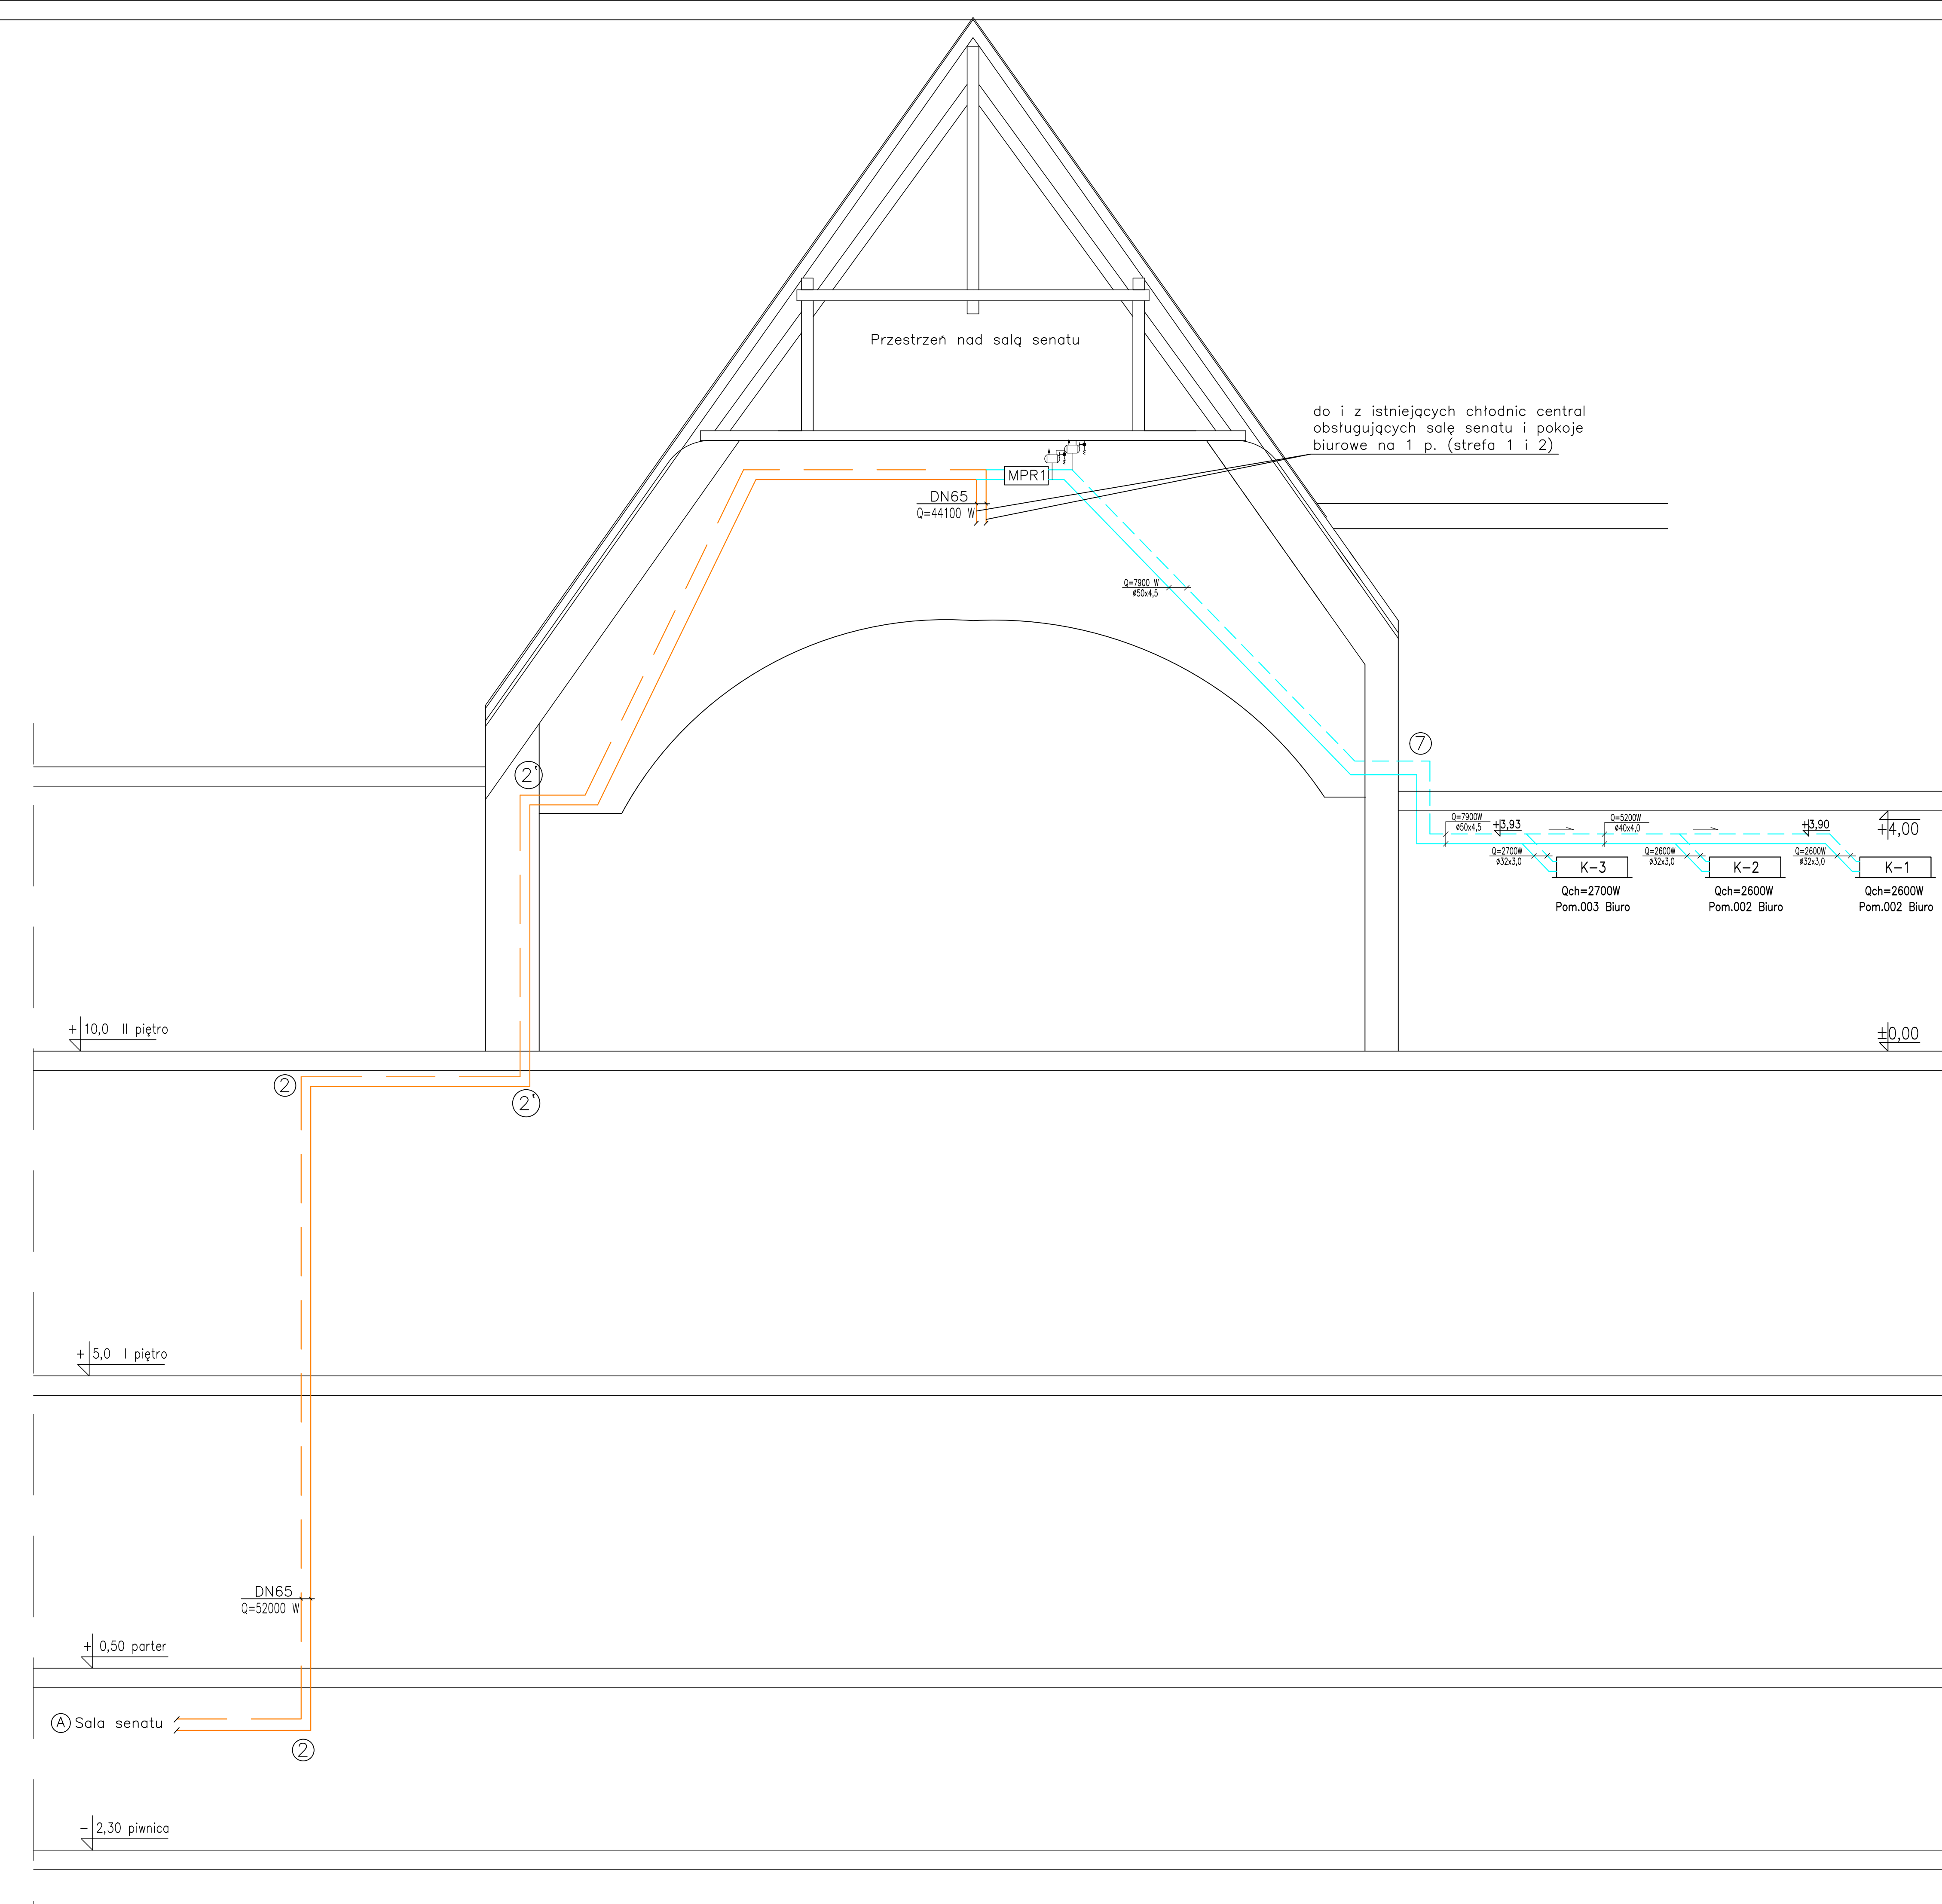 Przestrzeń nad salą senatu
do i z istniejących chłodnic central
obsługujących salę senatu i pokoje
biurowe na 1 p. (strefa 1 i 2)
MPR1
DN65
Q=44100 W
Q=7900 W
ø50x4,5
7
2'
Q=7900W
ø50x4,5
+3,93
Q=5200W
ø40x4,0
+3,90
+4,00
Q=2700W
ø32x3,0
K-3
Qch=2700W
Pom.003 Biuro
Q=2600W
ø32x3,0
K-2
Qch=2600W
Pom.002 Biuro
Q=2600W
ø32x3,0
K-1
Qch=2600W
Pom.002 Biuro
+ 10,0 II piętro
±0,00
2
2'
+ 5,0 I piętro
DN65
Q=52000 W
+ 0,50 parter
A Sala senatu
2
- 2,30 piwnica